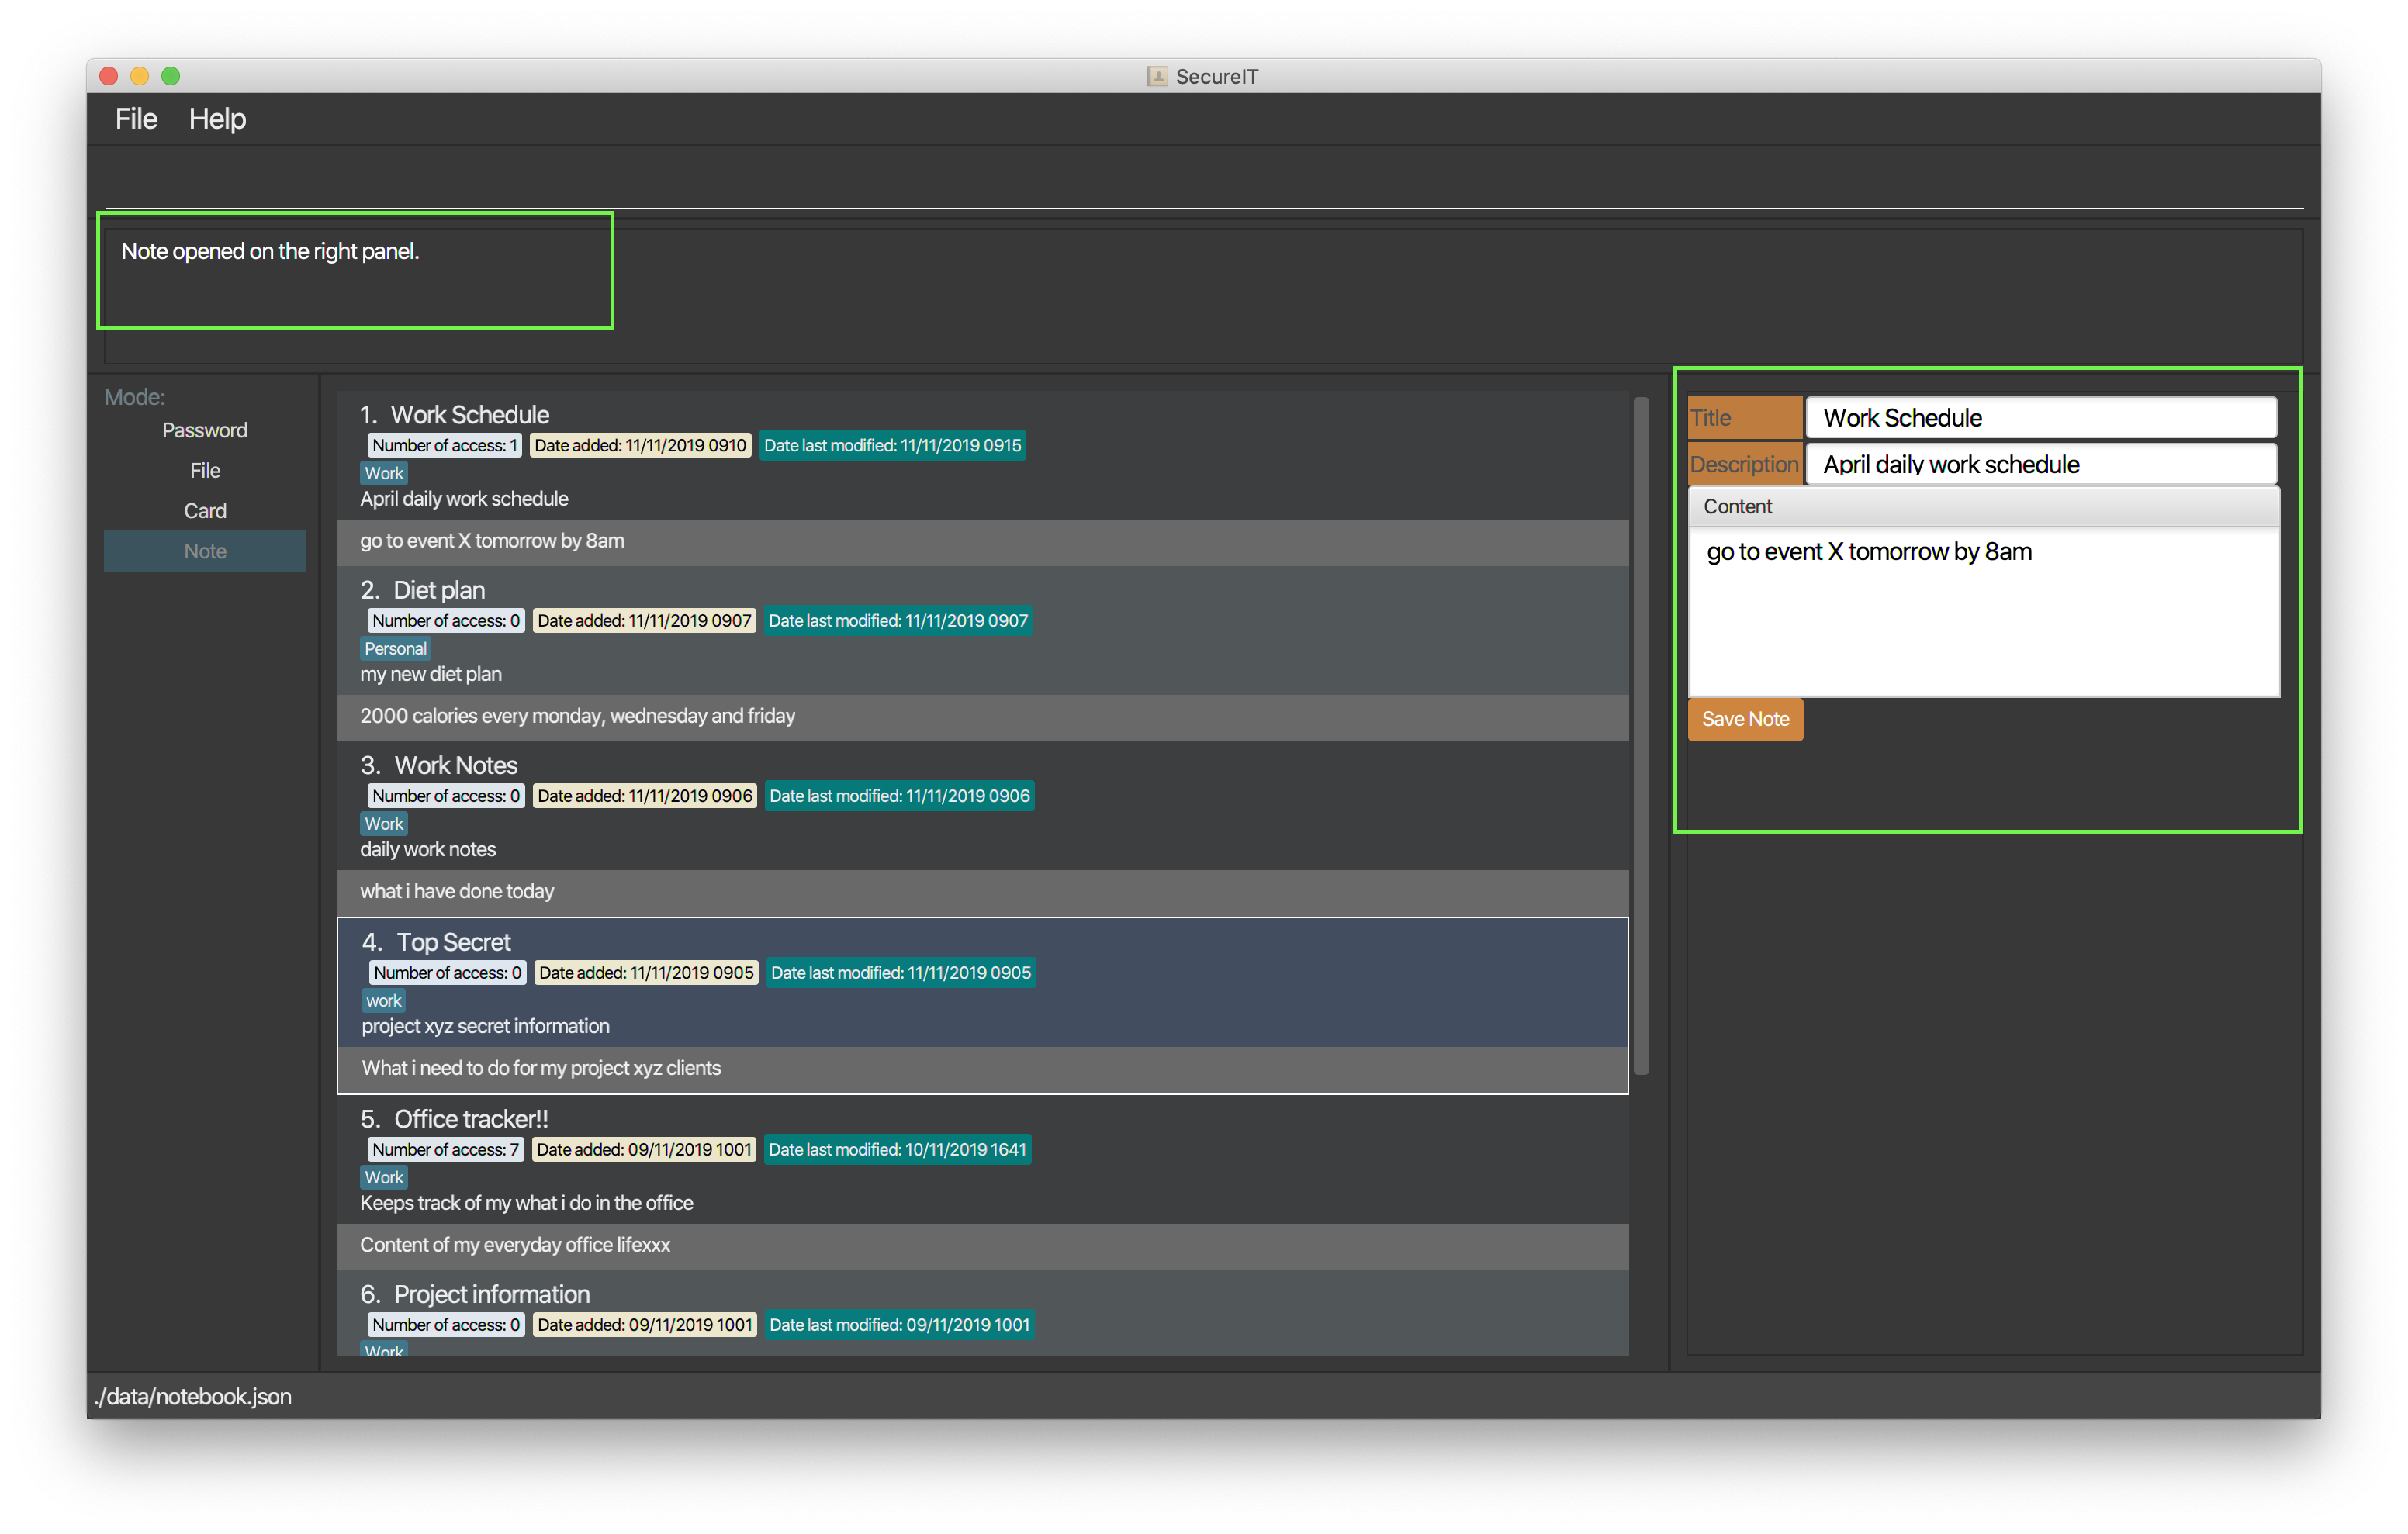 SecureIT
File Help
Note opened on the right panel.
Mode:
Password
File
Card
Note
1. Work Schedule
Number of access: 1 Date added: 11/11/2019 0910 Date last modified: 11/11/2019 0915
Work
April daily work schedule
go to event X tomorrow by 8am
2. Diet plan
Number of access: 0 Date added: 11/11/2019 0907 Date last modified: 11/11/2019 0907
Personal
my new diet plan
2000 calories every monday, wednesday and friday
3. Work Notes
Number of access: 0 Date added: 11/11/2019 0906 Date last modified: 11/11/2019 0906
Work
daily work notes
what i have done today
4. Top Secret
Number of access: 0 Date added: 11/11/2019 0905 Date last modified: 11/11/2019 0905
work
project xyz secret information
What i need to do for my project xyz clients
5. Office tracker!!
Number of access: 7 Date added: 09/11/2019 1001 Date last modified: 10/11/2019 1641
Work
Keeps track of my what i do in the office
Content of my everyday office lifexxx
6. Project information
Number of access: 0 Date added: 09/11/2019 1001 Date last modified: 09/11/2019 1001
Work
Title Work Schedule
Description April daily work schedule
Content
go to event X tomorrow by 8am
Save Note
./data/notebook.json